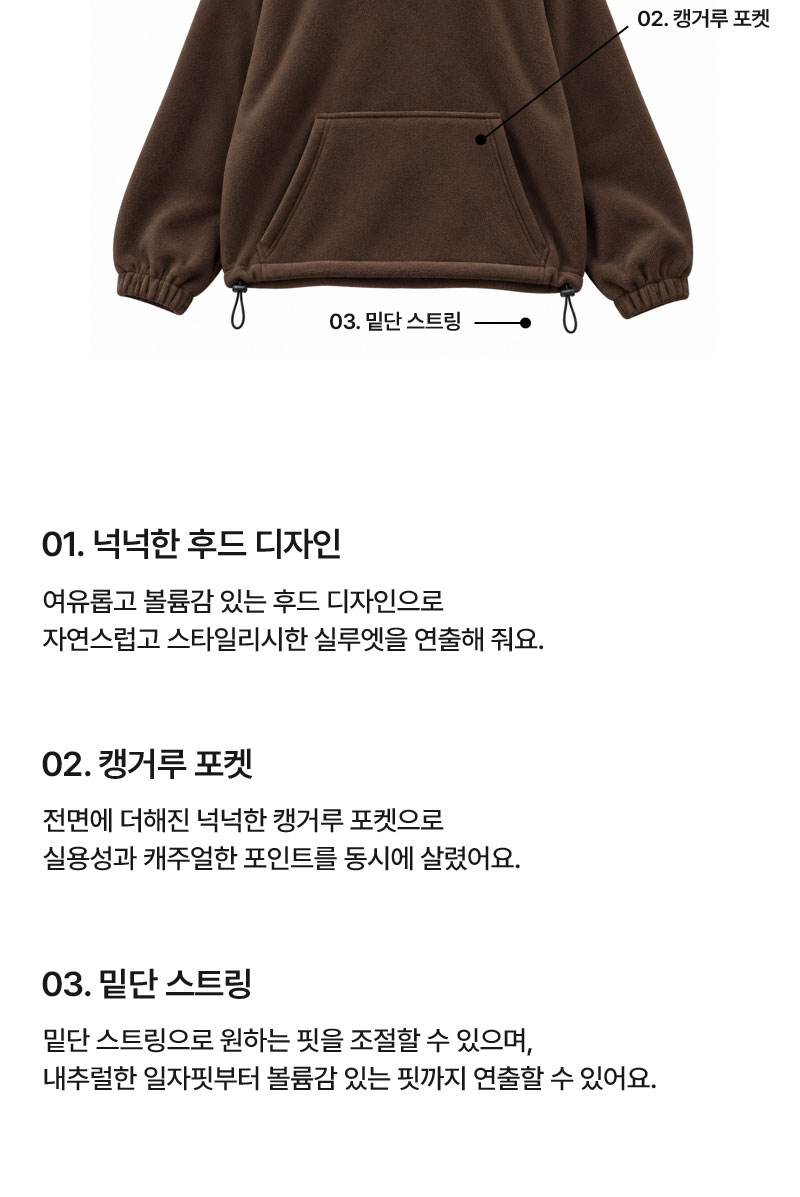 02. 캥거루 포켓
03. 밑단 스트링
01. 넉넉한 후드 디자인
여유롭고 볼륨감 있는 후드 디자인으로
자연스럽고 스타일리시한 실루엣을 연출해 줘요.
02. 캥거루 포켓
전면에 더해진 넉넉한 캥거루 포켓으로
실용성과 캐주얼한 포인트를 동시에 살렸어요.
03. 밑단 스트링
밑단 스트링으로 원하는 핏을 조절할 수 있으며,
내추럴한 일자핏부터 볼륨감 있는 핏까지 연출할 수 있어요.